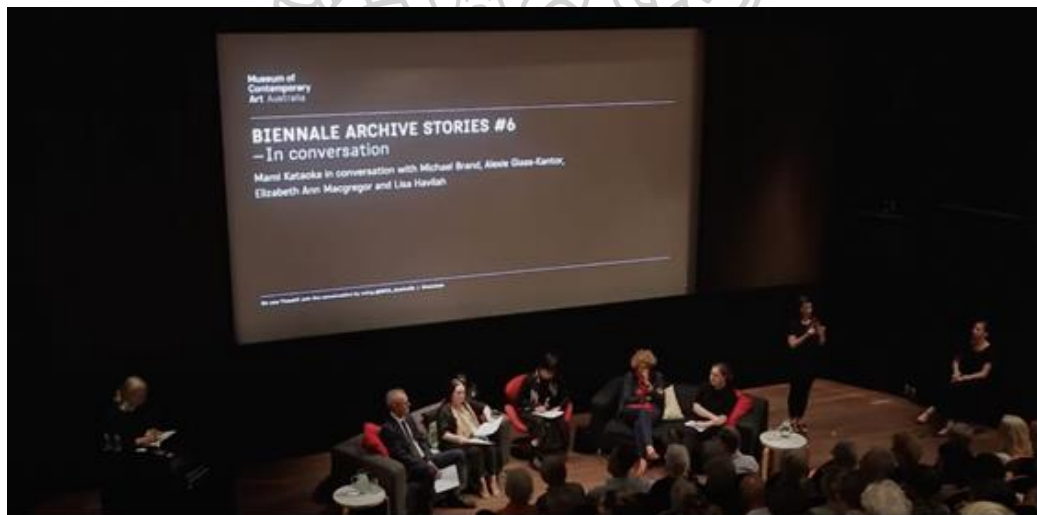 Museum of
Contemporary
Art Australia
BIENNALE ARCHIVE STORIES #6
—In conversation
Mami Kataoka in conversation with Michael Brand, Alexie Glass-Kantor,
Elizabeth Ann Macgregor and Lisa Havilah